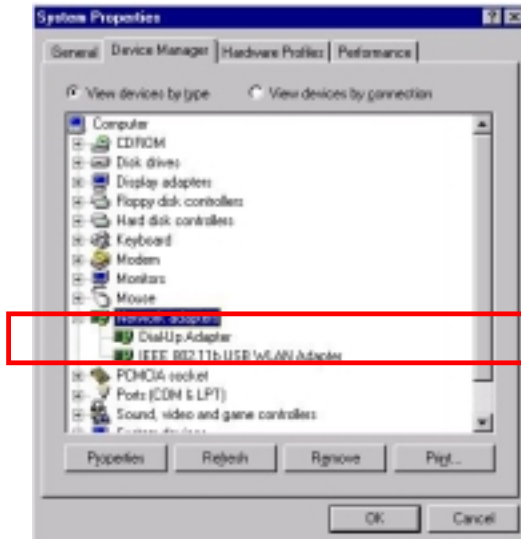 System Properties
General Device Manager Hardware Profiles Performance
View devices by type View devices by connection
Computer
CDROM
Disk drives
Display adapters
Floppy disk controllers
Hard disk controllers
Keyboard
Modem
Monitors
Mouse
Network adapters
Dial-Up Adapter
IEEE 802.11b USB WLAN Adapter
PCMCIA socket
Ports (COM & LPT)
Sound, video and game controllers
System devices
Properties Refresh Remove Print...
OK Cancel